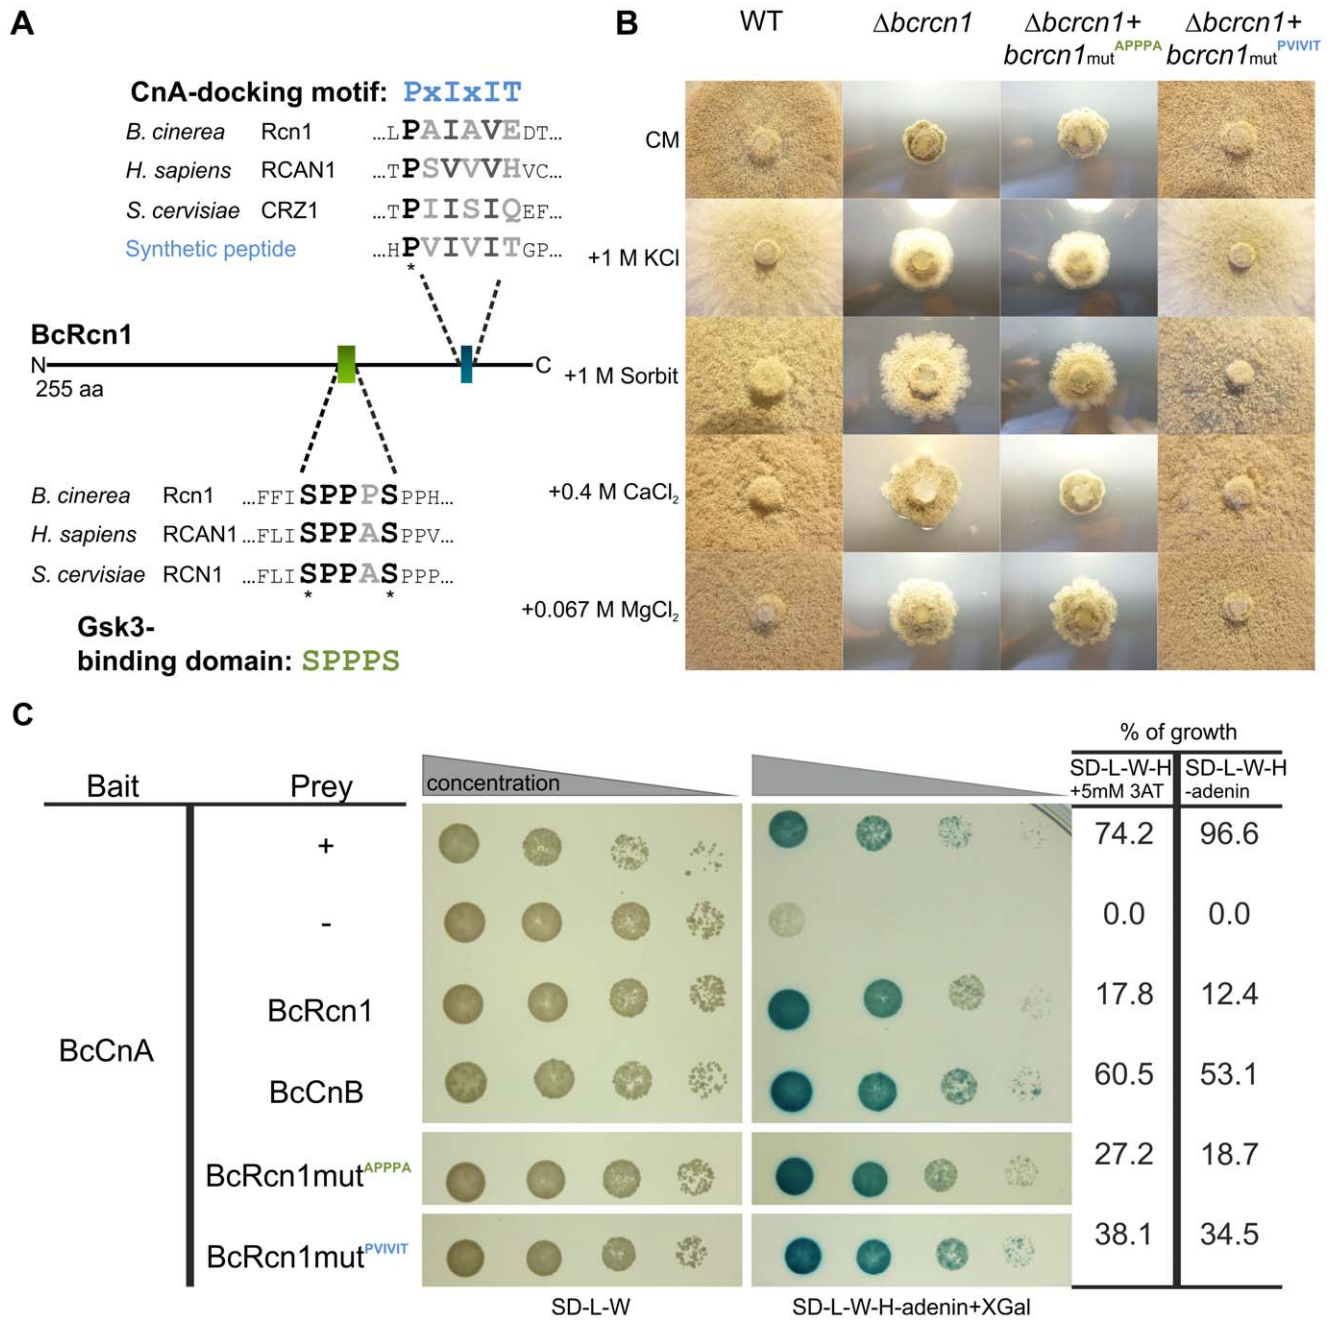 A
CnA-docking motif: PxIxIT
B. cinerea Rcn1 ...LPAIAVEDT...
H. sapiens RCAN1 ...TPSVVVHVC...
S. cervisiae CRZ1 ...TPIISIQEF...
Synthetic peptide ...HPVIVITGP...
*
BcRcn1
N C
255 aa
B. cinerea Rcn1 ...FFISPPPSPPH...
H. sapiens RCAN1 ...FLISPPASPPV...
S. cervisiae RCN1 ...FLISPPASPPP...
* *
Gsk3-
binding domain: SPPPS
B
WT Δbcrcn1 Δbcrcn1+ Δbcrcn1+
bcrcn1mutAPPPA bcrcn1mutPVIVIT
CM
+1 M KCl
+1 M Sorbit
+0.4 M CaCl2
+0.067 M MgCl2
C
% of growth
Bait Prey concentration SD-L-W-H SD-L-W-H
+5mM 3AT -adenin
+ 74.2 96.6
- 0.0 0.0
BcRcn1 17.8 12.4
BcCnA
BcCnB 60.5 53.1
BcRcn1mutAPPPA 27.2 18.7
BcRcn1mutPVIVIT 38.1 34.5
SD-L-W SD-L-W-H-adenin+XGal